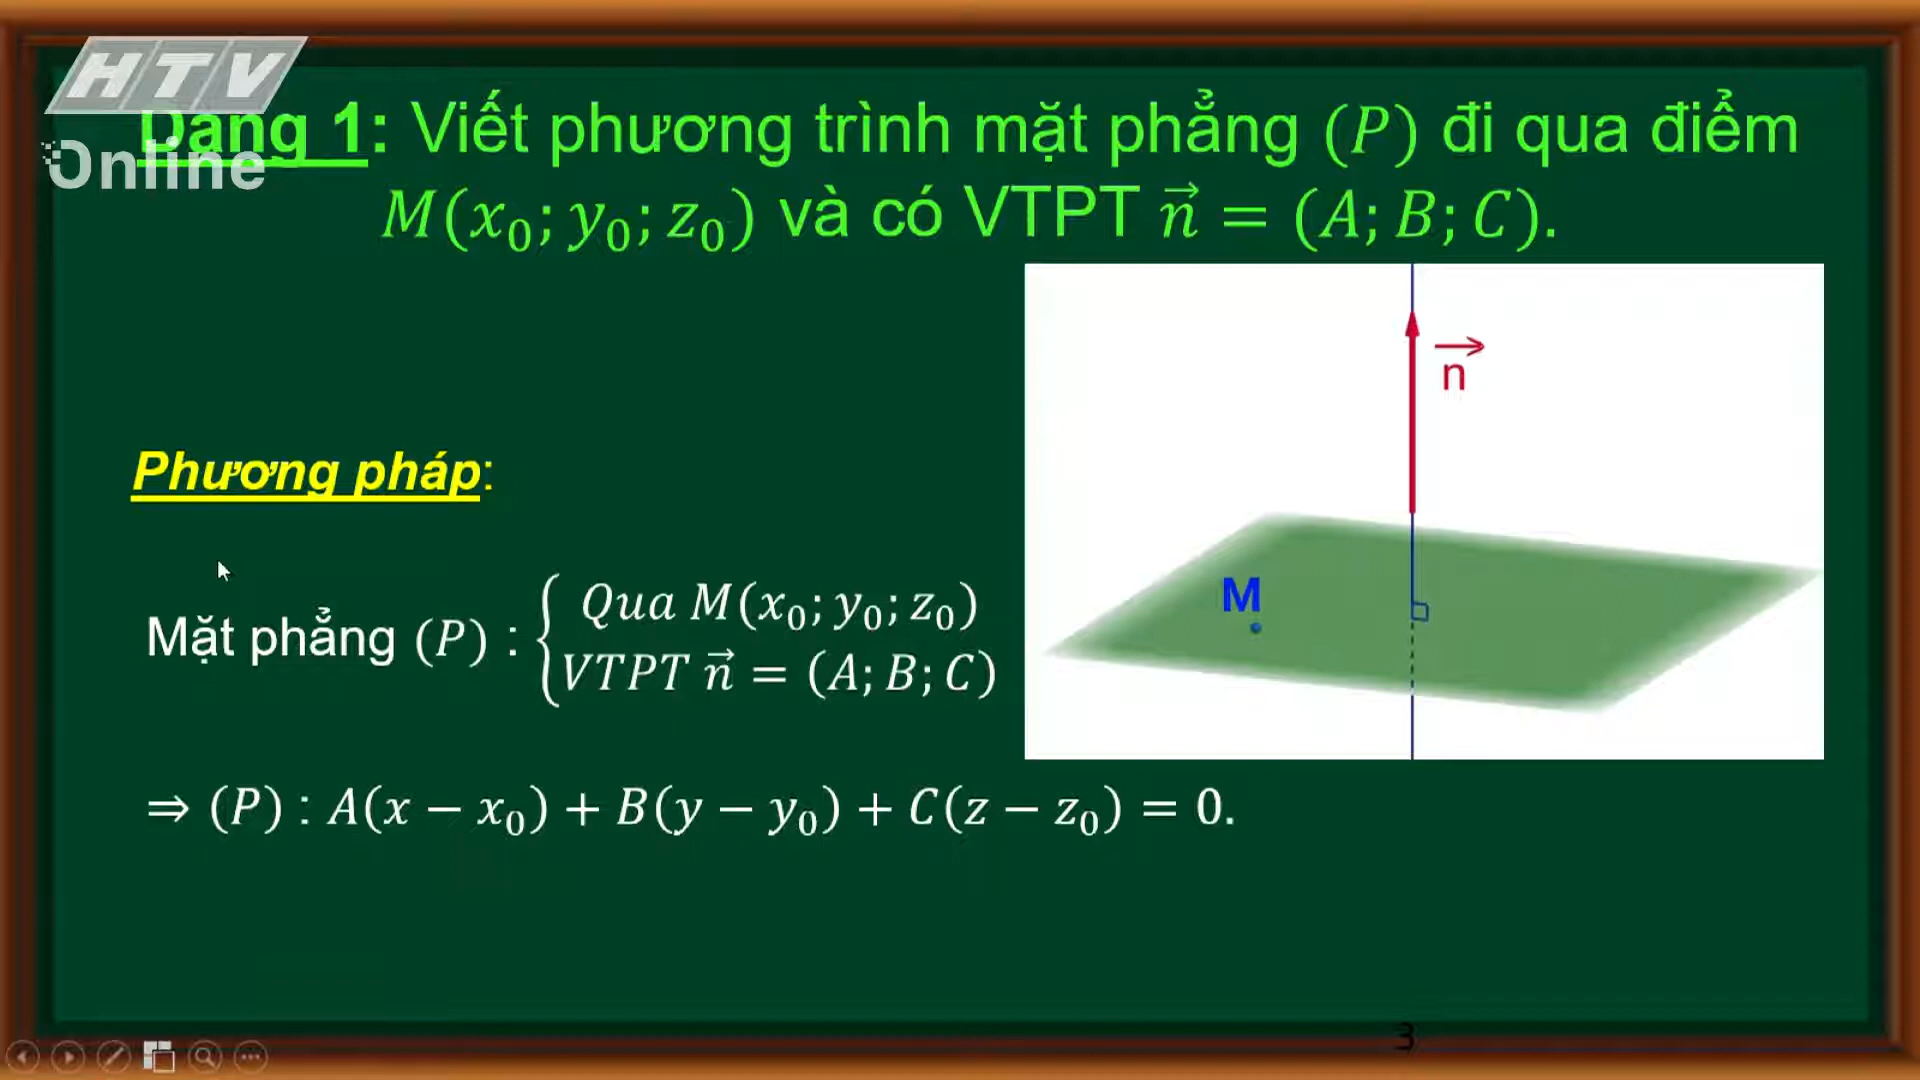 HTV
Online
Dạng 1: Viết phương trình mặt phẳng (P) đi qua điểm
M(x₀; y₀; z₀) và có VTPT n⃗ = (A; B; C).
n⃗
Phương pháp:
M
Mặt phẳng (P) : { Qua M(x₀; y₀; z₀)
VTPT n⃗ = (A; B; C)
⇒ (P) : A(x − x₀) + B(y − y₀) + C(z − z₀) = 0.
3